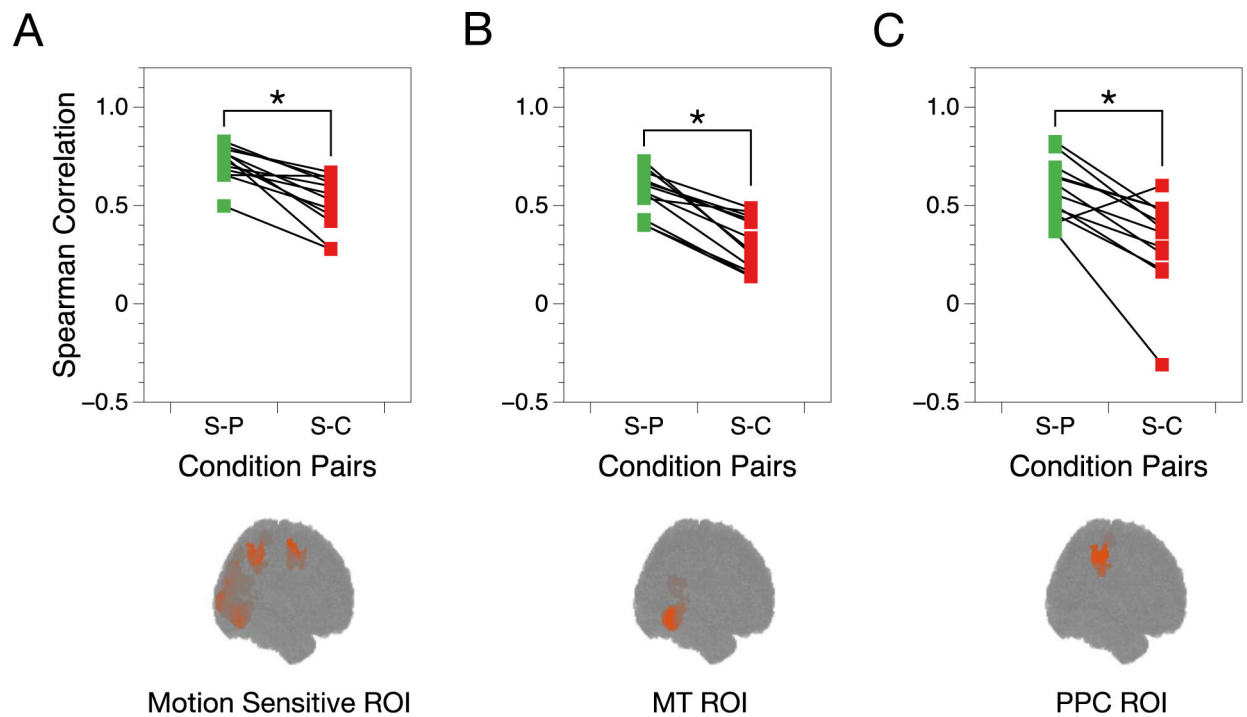 A
B
C
Spearman Correlation
1.0
0.5
0
−0.5
*
S-P
S-C
Condition Pairs
1.0
0.5
0
−0.5
*
S-P
S-C
Condition Pairs
1.0
0.5
0
−0.5
*
S-P
S-C
Condition Pairs
Motion Sensitive ROI
MT ROI
PPC ROI